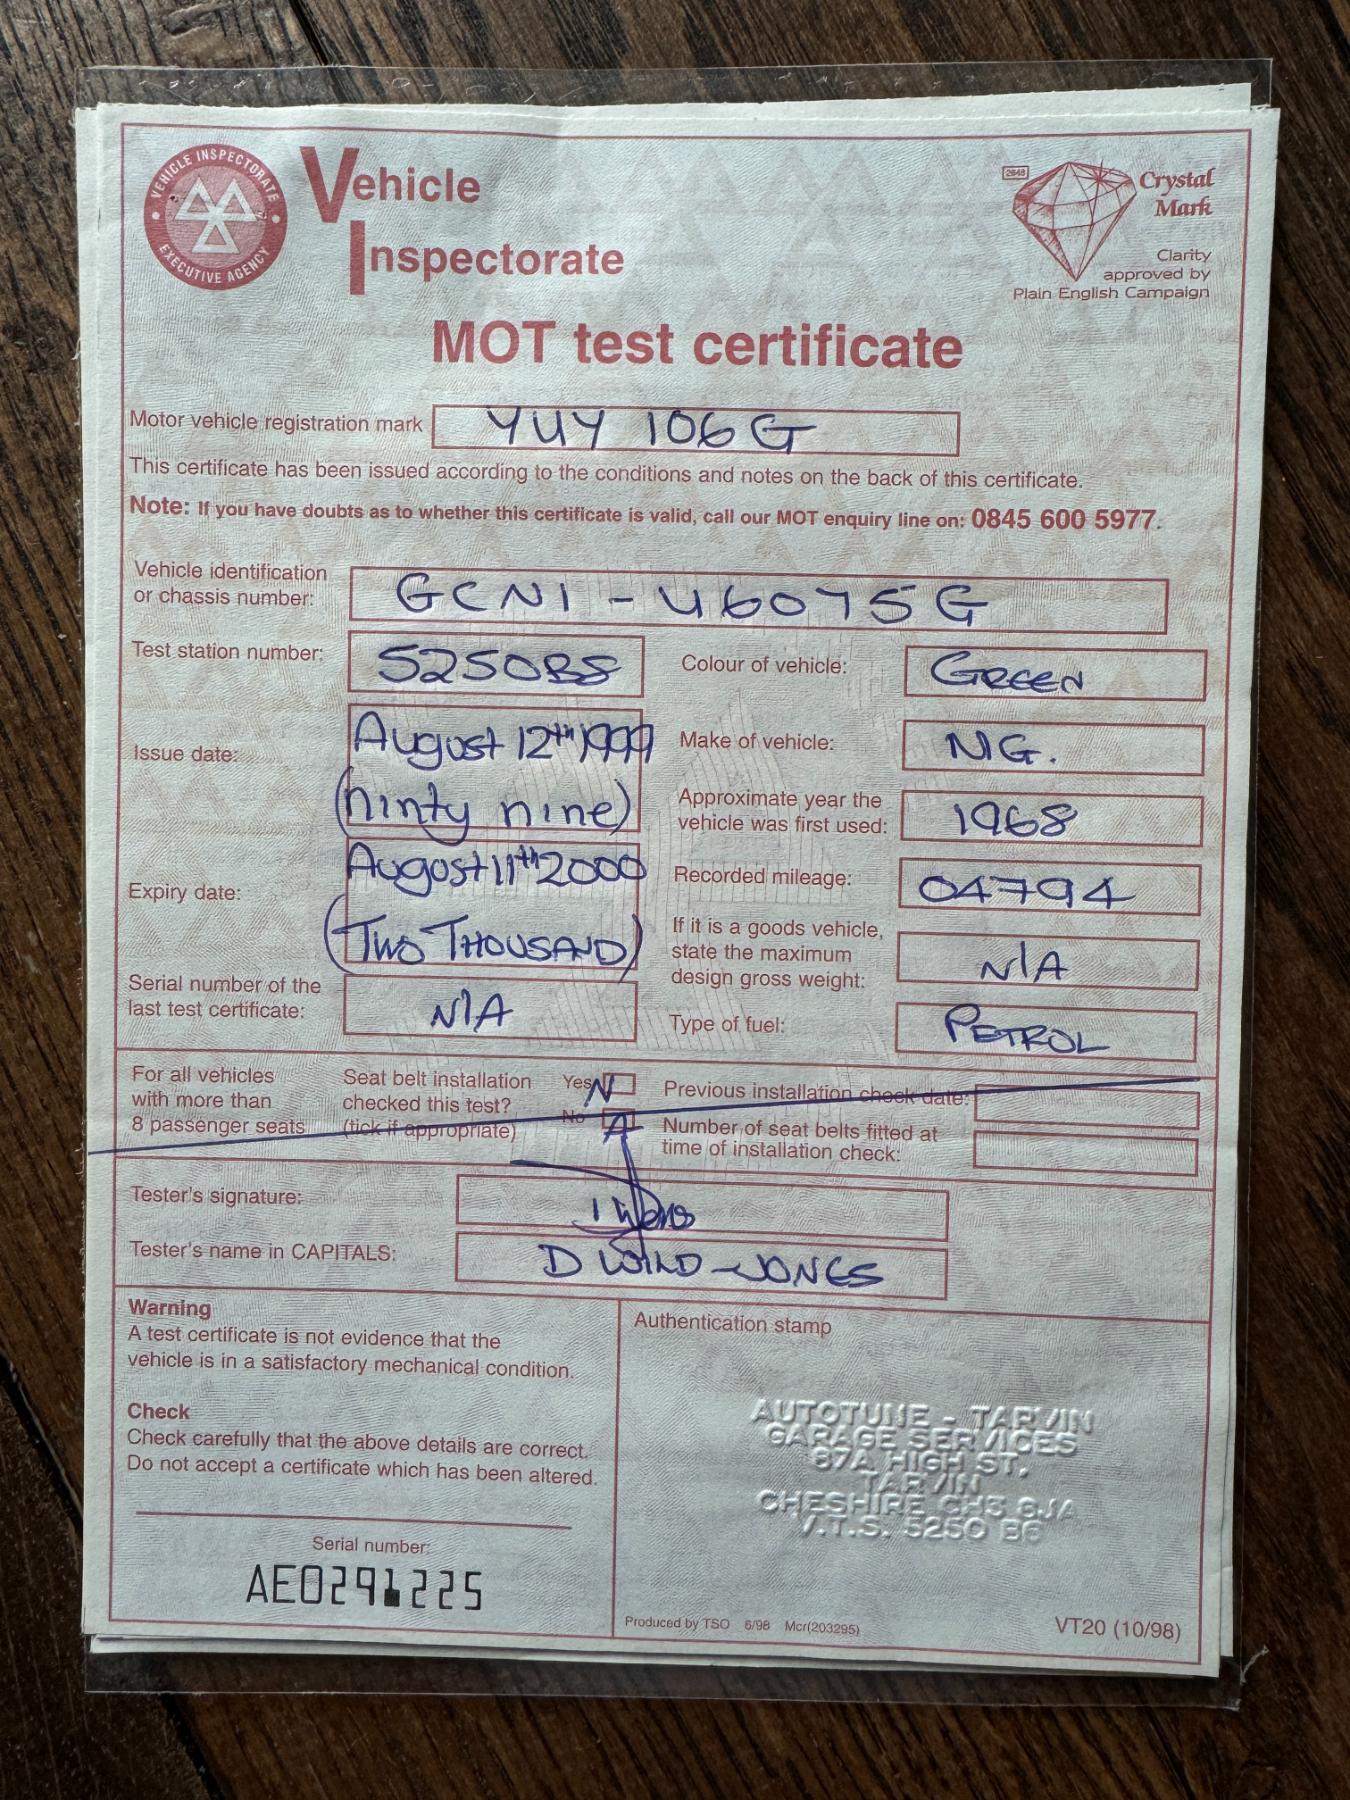 VEHICLE INSPECTORATE
EXECUTIVE AGENCY
Vehicle
Inspectorate
2648
Crystal
Mark
Clarity
approved by
Plain English Campaign
MOT test certificate
Motor vehicle registration mark YUY 106 G
This certificate has been issued according to the conditions and notes on the back of this certificate.
Note: If you have doubts as to whether this certificate is valid, call our MOT enquiry line on: 0845 600 5977.
Vehicle identification
or chassis number: GCN1 - U6075G
Test station number: 5250BS
Colour of vehicle: GREEN
Issue date: August 12th 1999
(ninty nine)
Make of vehicle: MG.
Approximate year the
vehicle was first used: 1968
Expiry date: August 11th 2000
(TWO THOUSAND)
Recorded mileage: 04794
If it is a goods vehicle,
state the maximum
design gross weight: N/A
Serial number of the
last test certificate: N/A
Type of fuel: PETROL
For all vehicles
with more than
8 passenger seats
Seat belt installation
checked this test?
(tick if appropriate)
Yes N
No A
Previous installation check date:
Number of seat belts fitted at
time of installation check:
Tester's signature:
Tester's name in CAPITALS: D WILD-JONES
Warning
A test certificate is not evidence that the
vehicle is in a satisfactory mechanical condition.
Check
Check carefully that the above details are correct.
Do not accept a certificate which has been altered.
Serial number:
AE0291225
Authentication stamp
AUTOTUNE - TARVIN
GARAGE SERVICES
87A HIGH ST,
TARVIN
CHESHIRE CH3 8JA
V.T.S. 5250 BS
Produced by TSO 6/98 Mcr(203295)
VT20 (10/98)